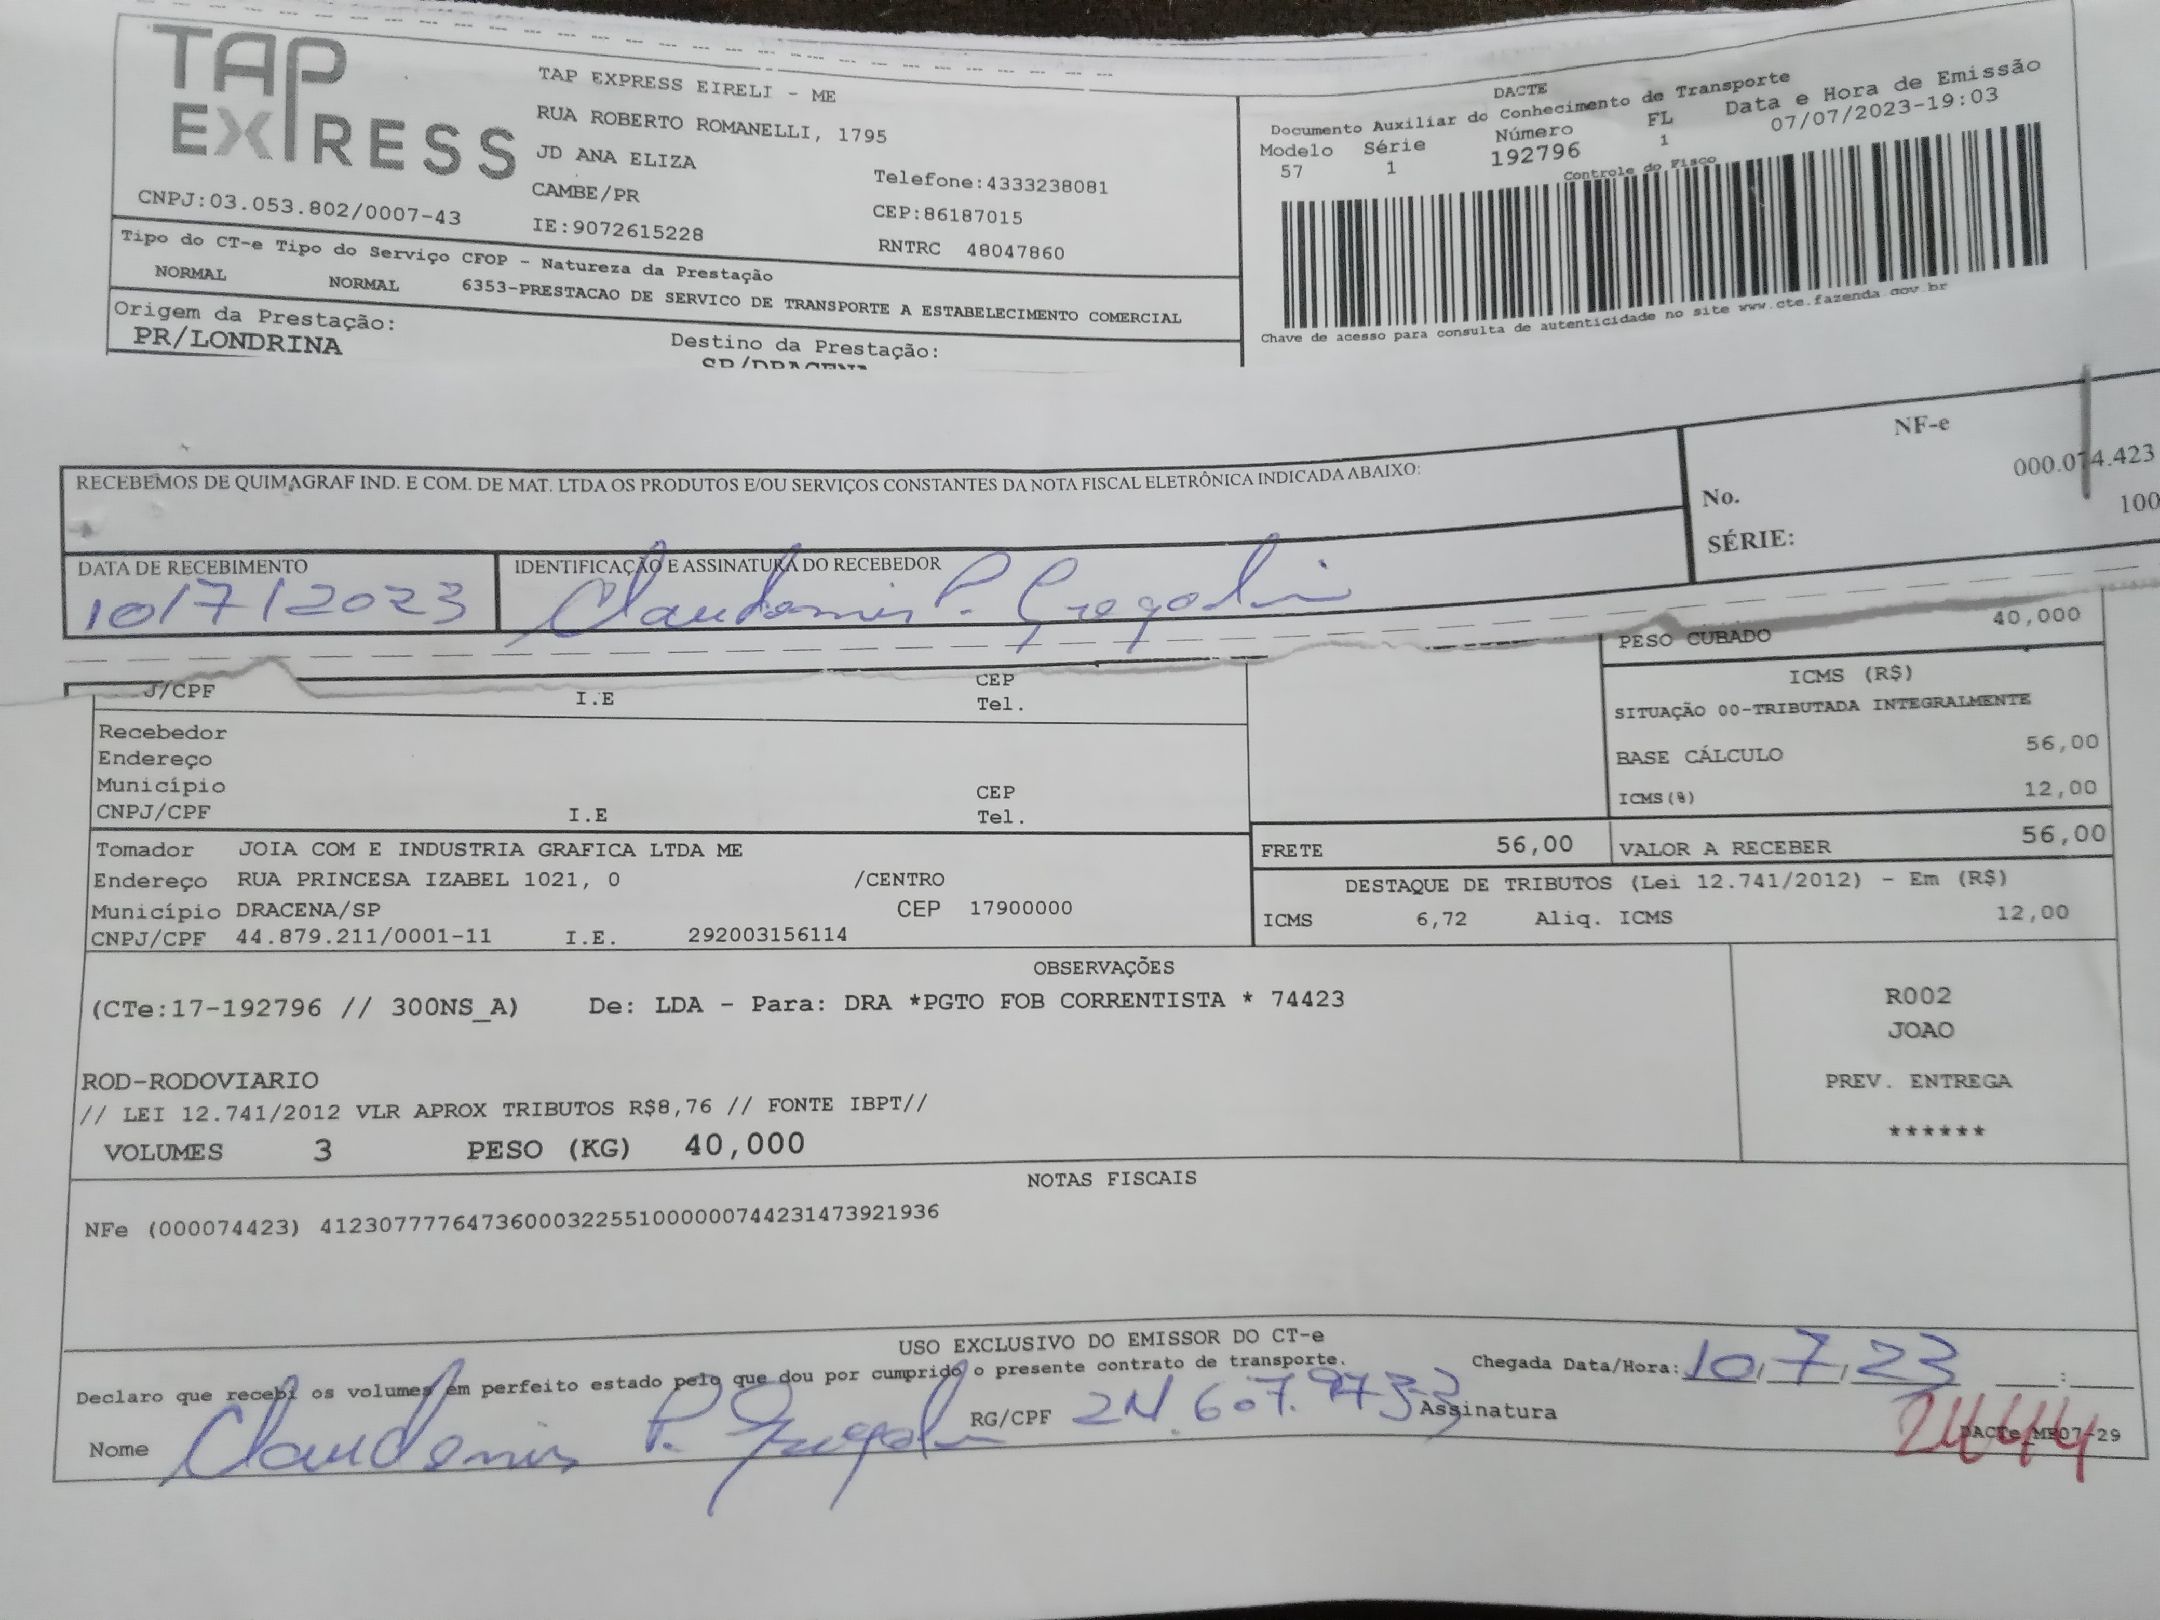 TAP EXPRESS
TAP EXPRESS EIRELI - ME
RUA ROBERTO ROMANELLI, 1795
JD ANA ELIZA
CAMBE/PR
Telefone:4333238081
CEP:86187015
CNPJ:03.053.802/0007-43
IE:9072615228
RNTRC 48047860
DACTE
Documento Auxiliar do Conhecimento de Transporte
Modelo Série Número FL Data e Hora de Emissão
57 1 192796 1 07/07/2023-19:03
Controle do Fisco
Chave de acesso para consulta de autenticidade no site www.cte.fazenda.gov.br
Tipo do CT-e Tipo do Serviço CFOP - Natureza da Prestação
NORMAL NORMAL 6353-PRESTACAO DE SERVICO DE TRANSPORTE A ESTABELECIMENTO COMERCIAL
Origem da Prestação:
PR/LONDRINA
Destino da Prestação:
SP/DRACENA
RECEBEMOS DE QUIMAGRAF IND. E COM. DE MAT. LTDA OS PRODUTOS E/OU SERVIÇOS CONSTANTES DA NOTA FISCAL ELETRÔNICA INDICADA ABAIXO:
NF-e
No. 000.074.423
SÉRIE: 100
DATA DE RECEBIMENTO
10/7/2023
IDENTIFICAÇÃO E ASSINATURA DO RECEBEDOR
PESO CUBADO 40,000
J/CPF I.E CEP
Tel.
Recebedor
Endereço
Município CEP
CNPJ/CPF I.E Tel.
ICMS (R$)
SITUAÇÃO 00-TRIBUTADA INTEGRALMENTE
BASE CÁLCULO 56,00
ICMS(%) 12,00
Tomador JOIA COM E INDUSTRIA GRAFICA LTDA ME
Endereço RUA PRINCESA IZABEL 1021, 0 /CENTRO
Município DRACENA/SP CEP 17900000
CNPJ/CPF 44.879.211/0001-11 I.E. 292003156114
FRETE 56,00 VALOR A RECEBER 56,00
DESTAQUE DE TRIBUTOS (Lei 12.741/2012) - Em (R$)
ICMS 6,72 Aliq. ICMS 12,00
OBSERVAÇÕES
(CTe:17-192796 // 300NS_A) De: LDA - Para: DRA *PGTO FOB CORRENTISTA * 74423
ROD-RODOVIARIO
// LEI 12.741/2012 VLR APROX TRIBUTOS R$8,76 // FONTE IBPT//
VOLUMES 3 PESO (KG) 40,000
R002
JOAO
PREV. ENTREGA
******
NOTAS FISCAIS
NFe (000074423) 41230777764736000322551000000744231473921936
USO EXCLUSIVO DO EMISSOR DO CT-e
Declaro que recebi os volumes em perfeito estado pelo que dou por cumprido o presente contrato de transporte.
Chegada Data/Hora: 10,7,23 :
Nome RG/CPF Assinatura